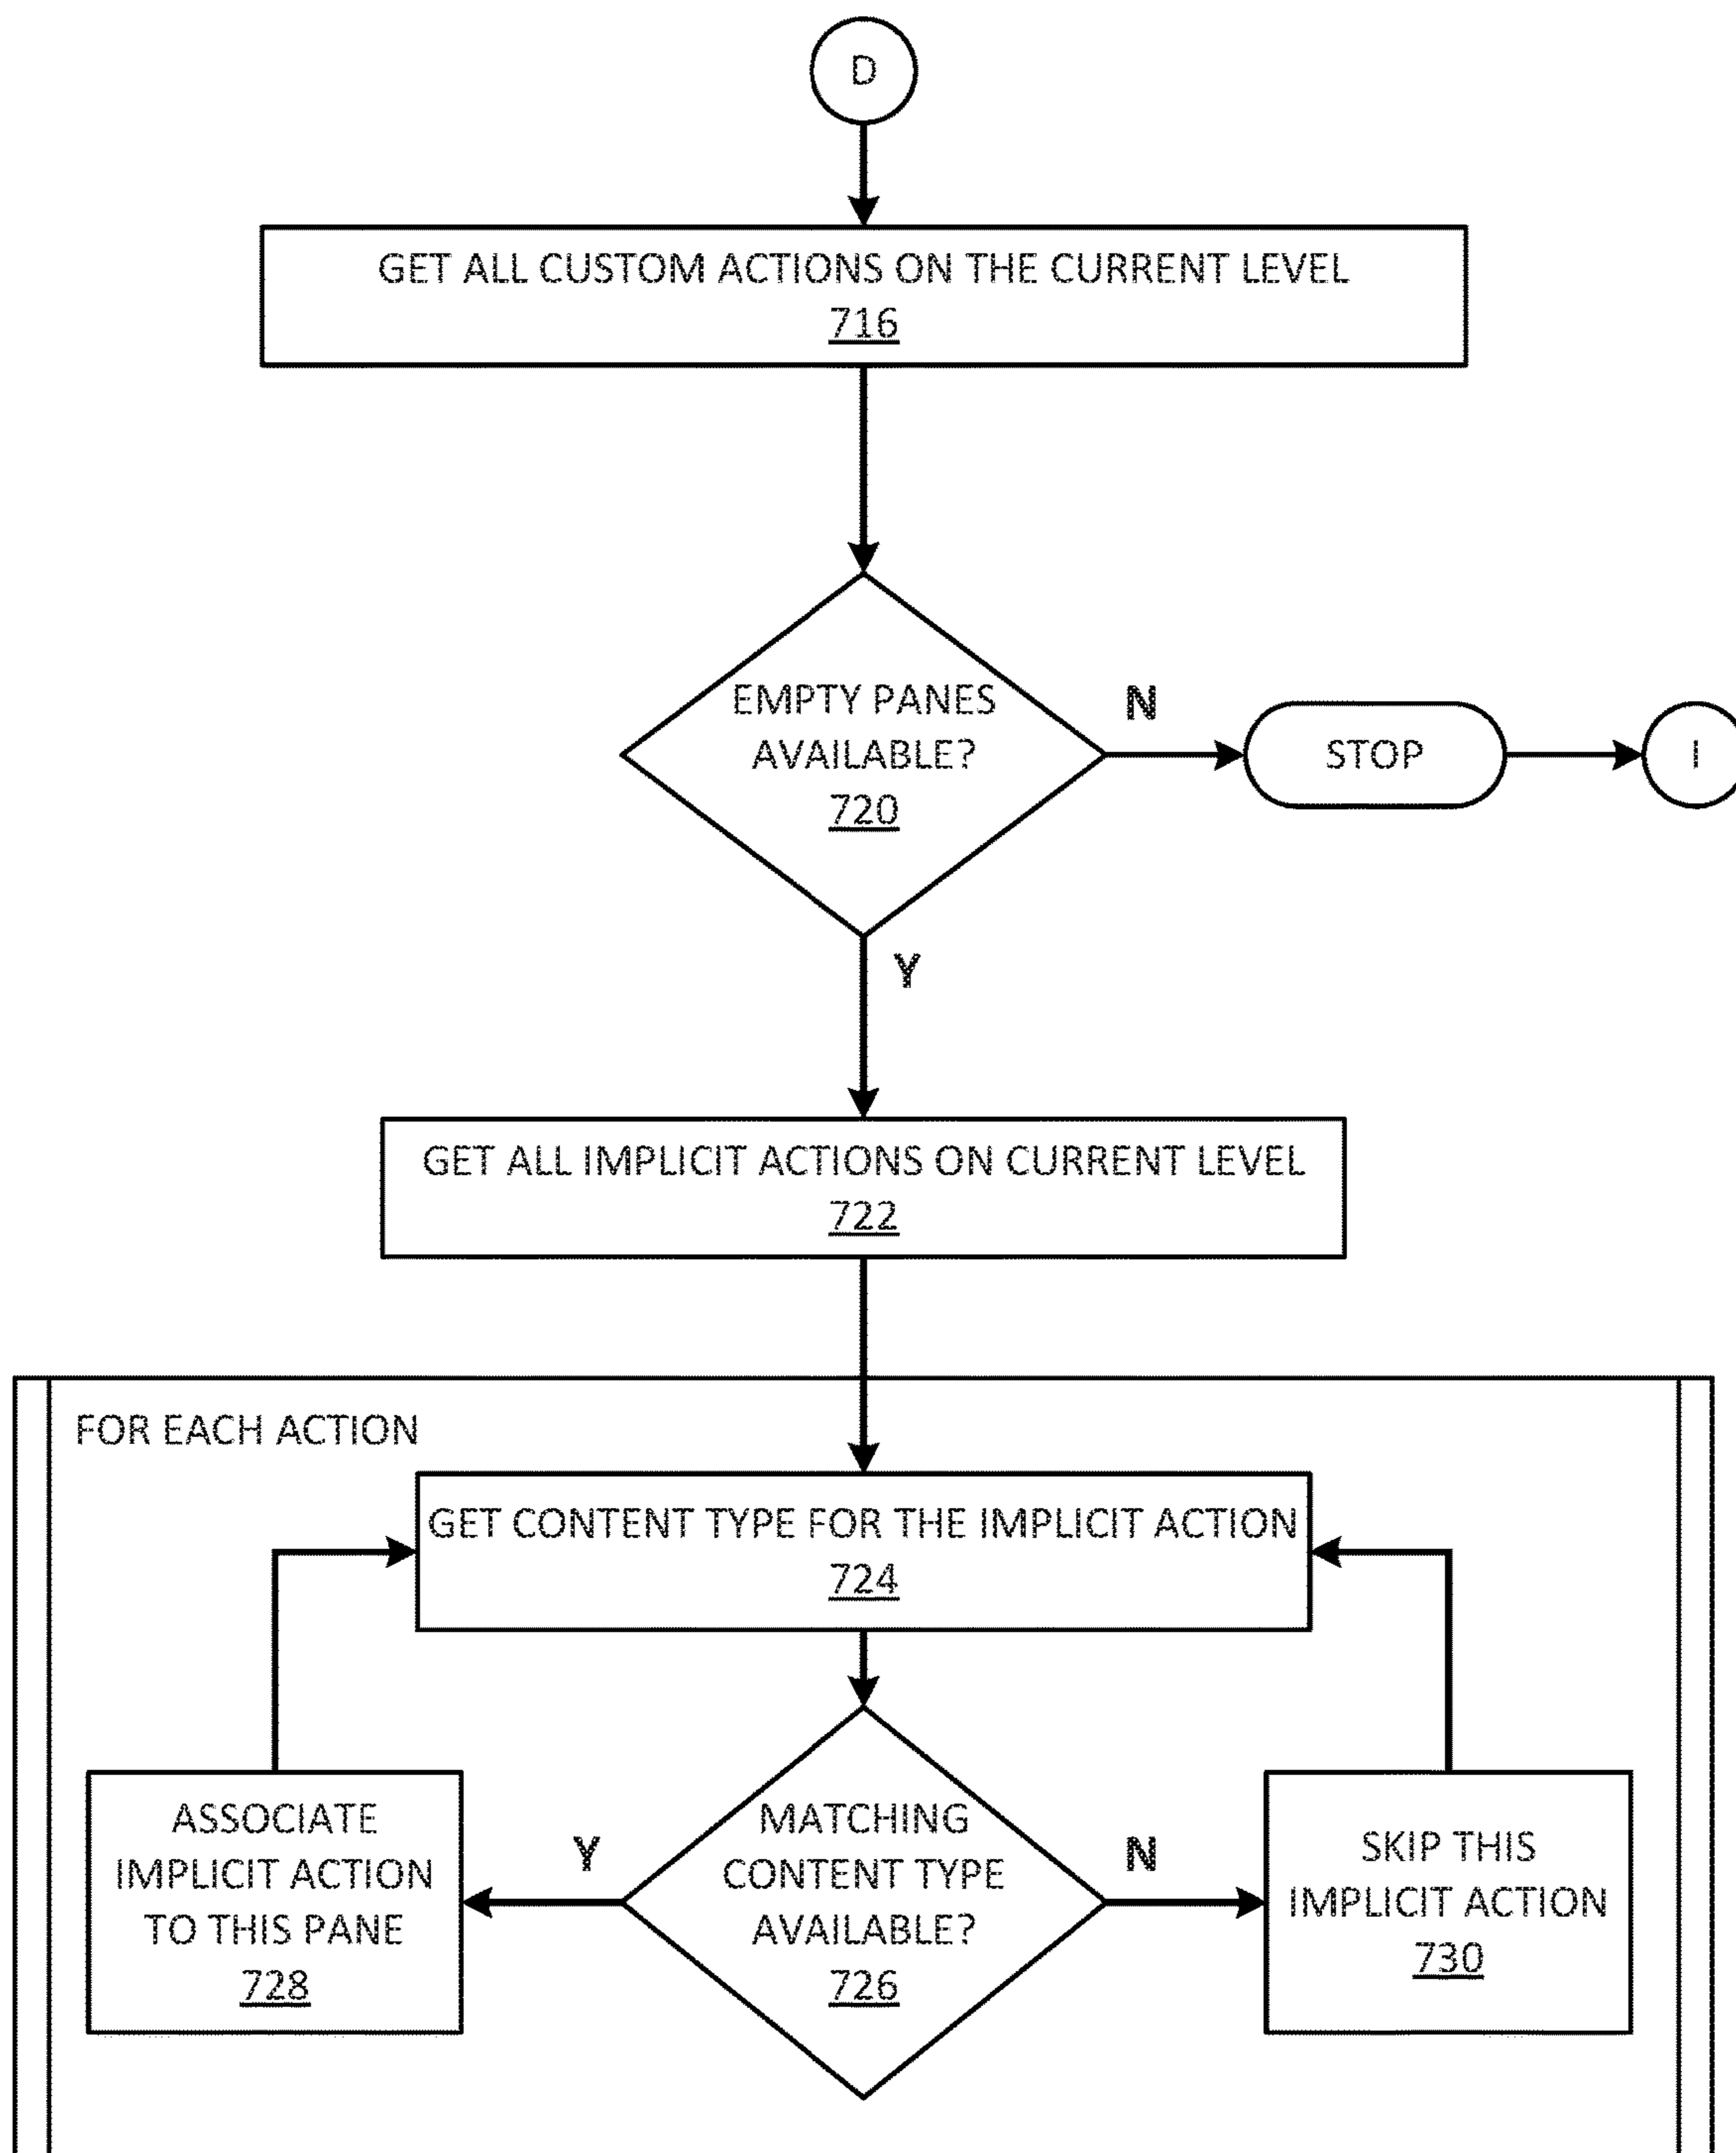 D
GET ALL CUSTOM ACTIONS ON THE CURRENT LEVEL
716
EMPTY PANES
AVAILABLE?
720
N
STOP
I
Y
GET ALL IMPLICIT ACTIONS ON CURRENT LEVEL
722
FOR EACH ACTION
GET CONTENT TYPE FOR THE IMPLICIT ACTION
724
ASSOCIATE
IMPLICIT ACTION
TO THIS PANE
728
Y
MATCHING
CONTENT TYPE
AVAILABLE?
726
N
SKIP THIS
IMPLICIT ACTION
730